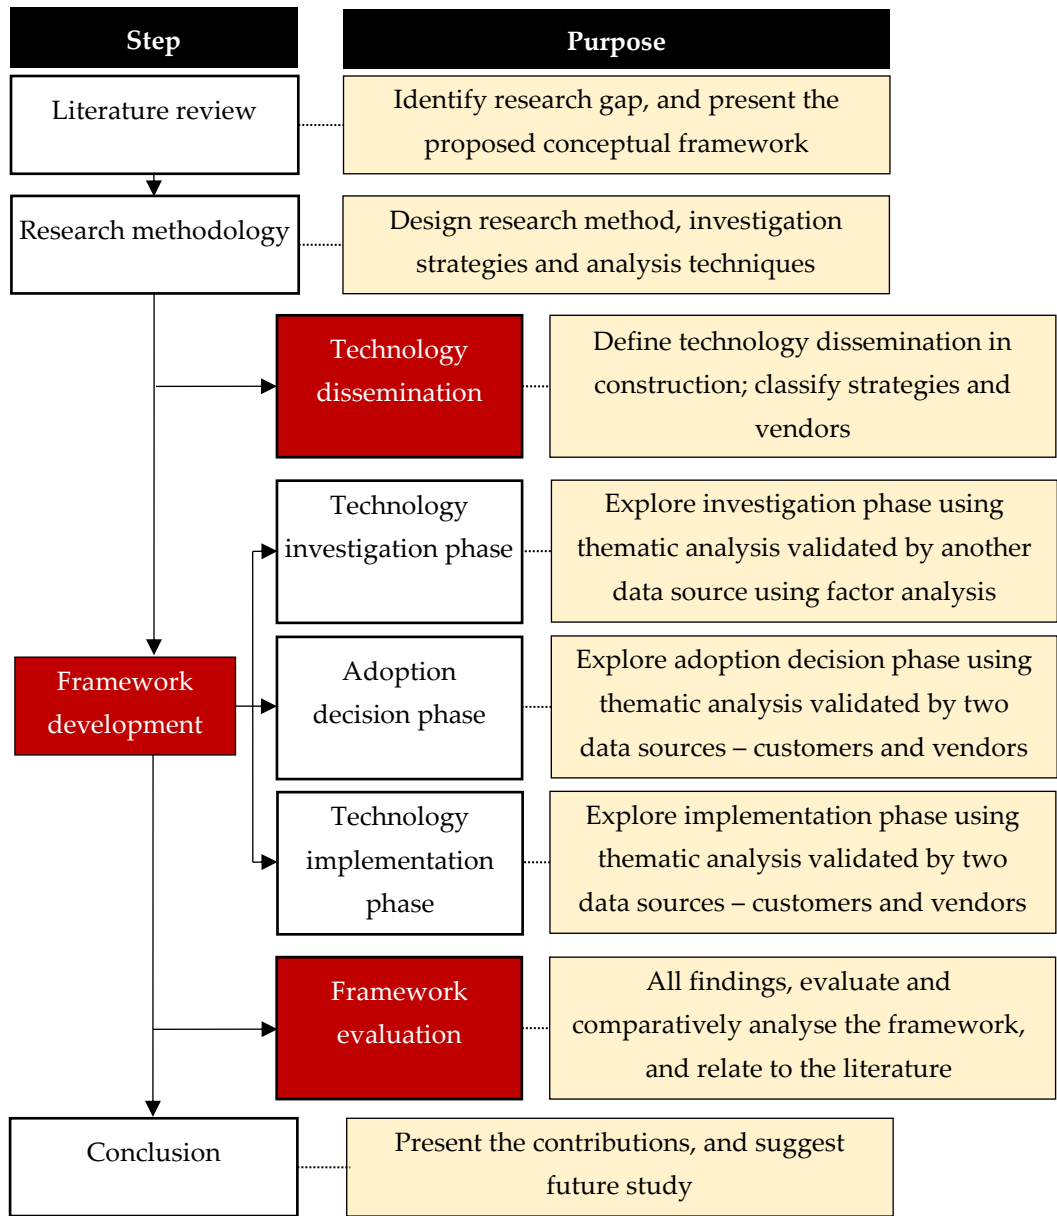 Step
Purpose
Literature review
Identify research gap, and present the
proposed conceptual framework
Research methodology
Design research method, investigation
strategies and analysis techniques
Technology
dissemination
Define technology dissemination in
construction; classify strategies and
vendors
Technology
investigation phase
Explore investigation phase using
thematic analysis validated by another
data source using factor analysis
Framework
development
Adoption
decision phase
Explore adoption decision phase using
thematic analysis validated by two
data sources – customers and vendors
Technology
implementation
phase
Explore implementation phase using
thematic analysis validated by two
data sources – customers and vendors
Framework
evaluation
All findings, evaluate and
comparatively analyse the framework,
and relate to the literature
Conclusion
Present the contributions, and suggest
future study